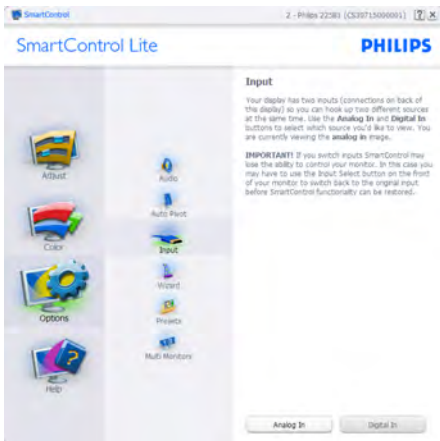 SmartControl
2 - Philips 225B1 (CS39715000001)
SmartControl Lite
PHILIPS
Adjust
Color
Options
Help
Audio
Auto Pivot
Input
Wizard
Presets
Multi Monitors
Input
Your display has two inputs (connections on back of
this display) so you can hook up two different sources
at the same time. Use the Analog In and Digital In
buttons to select which source you'd like to view. You
are currently viewing the analog in image.
IMPORTANT! If you switch inputs SmartControl may
lose the ability to control your monitor. In this case you
may have to use the Input Select button on the front
of your monitor to switch back to the original input
before SmartControl functionality can be restored.
Analog In
Digital In